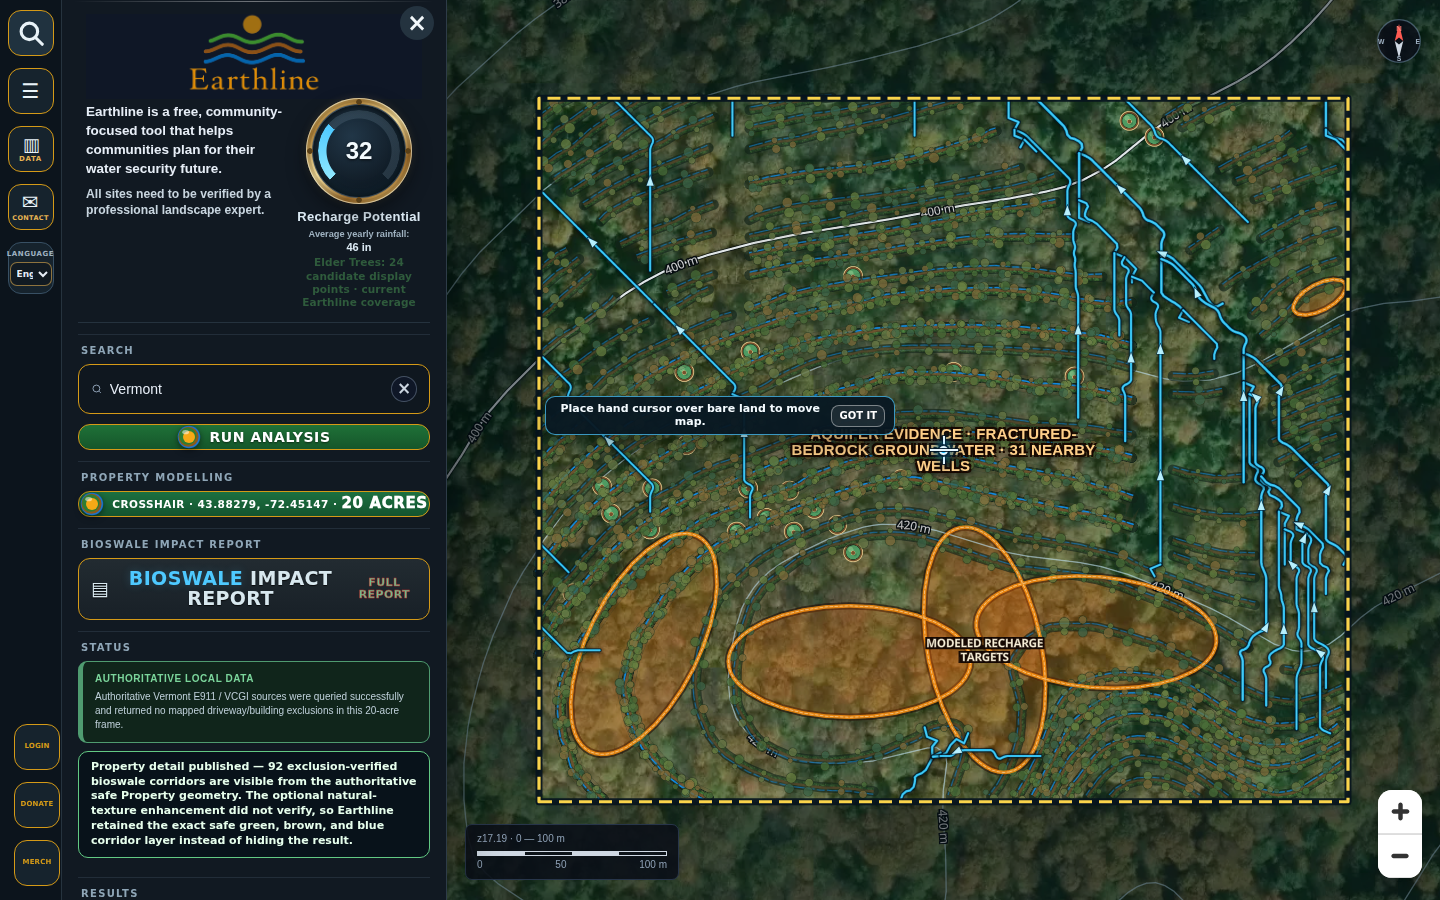 DATA
CONTACT
LANGUAGE
Eng
LOGIN
DONATE
MERCH
Earthline
Earthline is a free, community-
focused tool that helps
communities plan for their
water security future.
All sites need to be verified by a
professional landscape expert.
32
Recharge Potential
Average yearly rainfall:
46 in
Elder Trees: 24
candidate display
points · current
Earthline coverage
SEARCH
Vermont
RUN ANALYSIS
PROPERTY MODELLING
CROSSHAIR · 43.88279, -72.45147 · 20 ACRES
BIOSWALE IMPACT REPORT
BIOSWALE IMPACT
REPORT
FULL
REPORT
STATUS
AUTHORITATIVE LOCAL DATA
Authoritative Vermont E911 / VCGI sources were queried successfully
and returned no mapped driveway/building exclusions in this 20-acre
frame.
Property detail published — 92 exclusion-verified
bioswale corridors are visible from the authoritative
safe Property geometry. The optional natural-
texture enhancement did not verify, so Earthline
retained the exact safe green, brown, and blue
corridor layer instead of hiding the result.
RESULTS
W
E
S
400 m
400 m
400 m
Place hand cursor over bare land to move
map.
GOT IT
AQUIFER EVIDENCE · FRACTURED-
BEDROCK GROUNDWATER · 31 NEARBY
WELLS
420 m
420 m
420 m
MODELED RECHARGE
TARGETS
420 m
z17.19 · 0 — 100 m
0
50
100 m